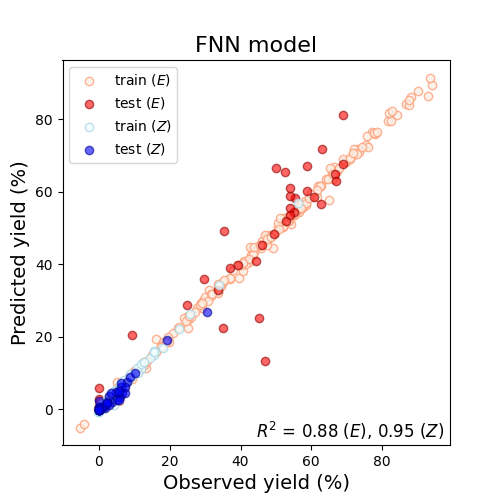 FNN model
train (E)
test (E)
train (Z)
test (Z)
Predicted yield (%)
80
60
40
20
0
R² = 0.88 (E), 0.95 (Z)
0 20 40 60 80
Observed yield (%)